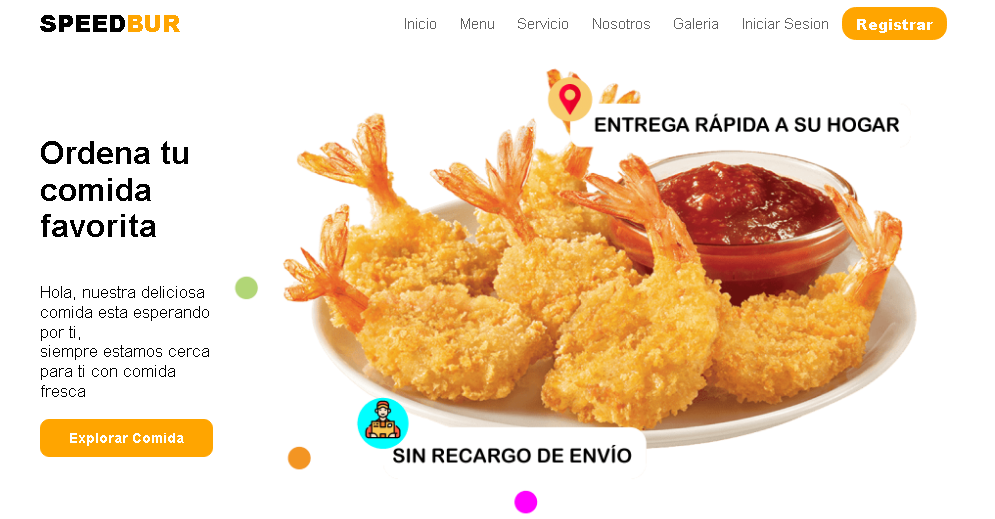 SPEEDBUR
Inicio Menu Servicio Nosotros Galeria Iniciar Sesion Registrar
ENTREGA RÁPIDA A SU HOGAR
Ordena tu
comida
favorita
Hola, nuestra deliciosa
comida esta esperando
por ti,
siempre estamos cerca
para ti con comida
fresca
Explorar Comida
SIN RECARGO DE ENVÍO